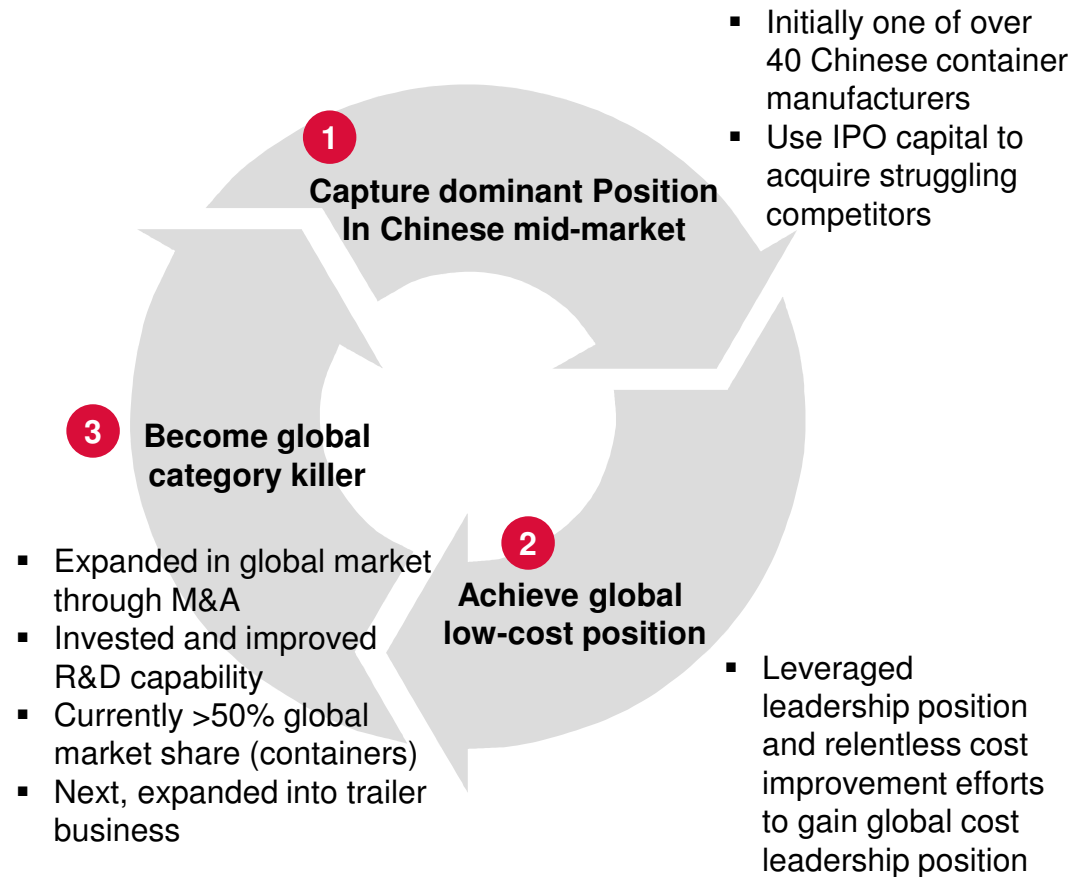 1
Capture dominant Position
In Chinese mid-market
▪ Initially one of over
40 Chinese container
manufacturers
▪ Use IPO capital to
acquire struggling
competitors
2
Achieve global
low-cost position
▪ Leveraged
leadership position
and relentless cost
improvement efforts
to gain global cost
leadership position
3
Become global
category killer
▪ Expanded in global market
through M&A
▪ Invested and improved
R&D capability
▪ Currently >50% global
market share (containers)
▪ Next, expanded into trailer
business